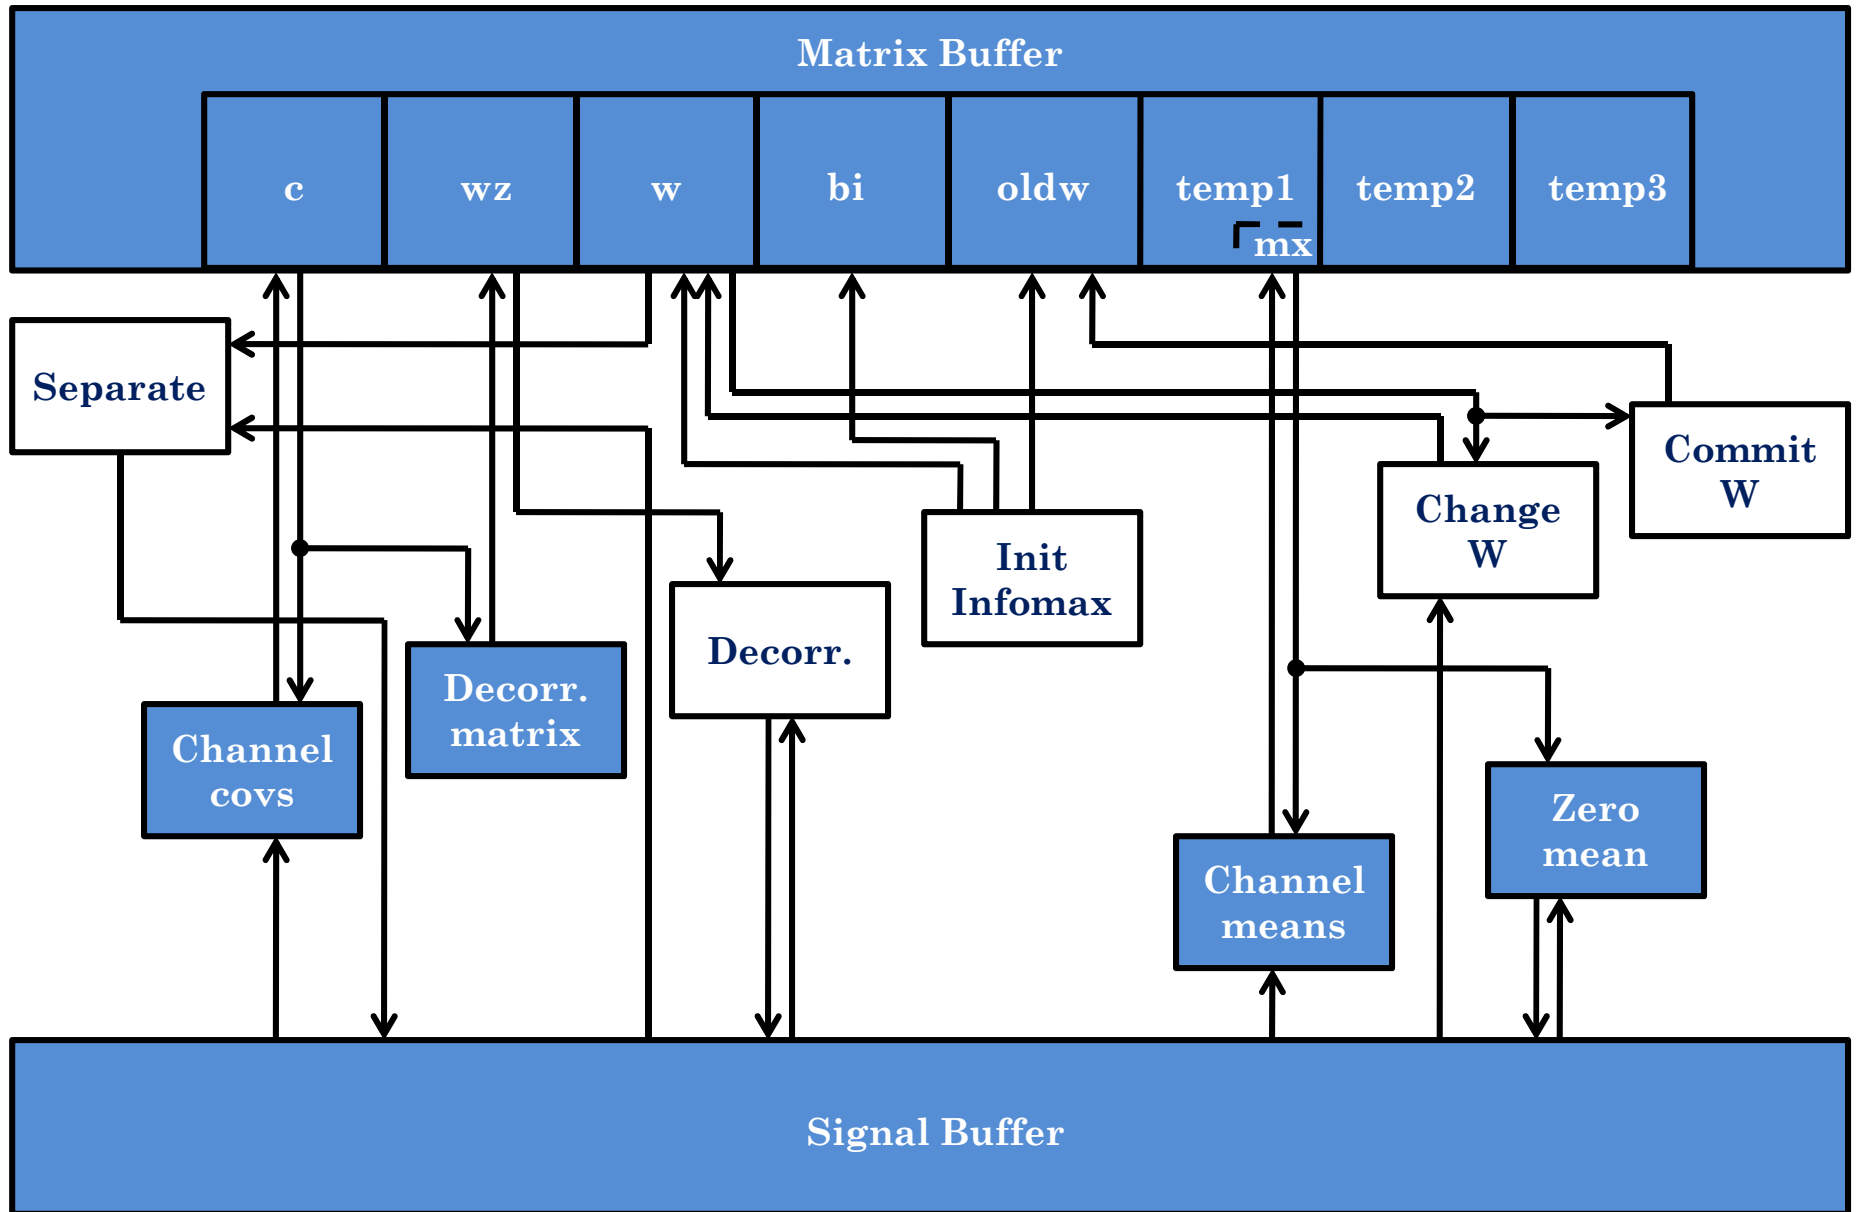 Matrix Buffer
c
wz
w
bi
oldw
temp1
temp2
temp3
mx
Separate
Commit
W
Change
W
Init
Infomax
Decorr.
Decorr.
matrix
Channel
covs
Zero
mean
Channel
means
Signal Buffer